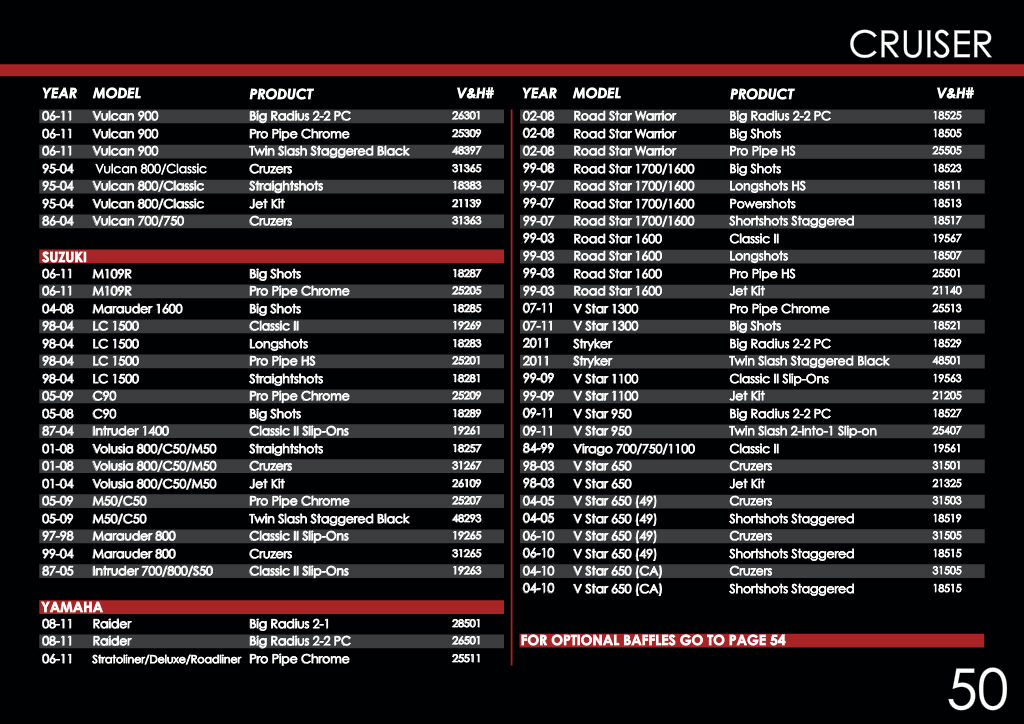 CRUISER
YEAR MODEL PRODUCT V&H#
06-11 Vulcan 900 Big Radius 2-2 PC 26301
06-11 Vulcan 900 Pro Pipe Chrome 25309
06-11 Vulcan 900 Twin Slash Staggered Black 48397
95-04 Vulcan 800/Classic Cruzers 31365
95-04 Vulcan 800/Classic Straightshots 18383
95-04 Vulcan 800/Classic Jet Kit 21139
86-04 Vulcan 700/750 Cruzers 31363
SUZUKI
06-11 M109R Big Shots 18287
06-11 M109R Pro Pipe Chrome 25205
04-08 Marauder 1600 Big Shots 18285
98-04 LC 1500 Classic II 19269
98-04 LC 1500 Longshots 18283
98-04 LC 1500 Pro Pipe HS 25201
98-04 LC 1500 Straightshots 18281
05-09 C90 Pro Pipe Chrome 25209
05-08 C90 Big Shots 18289
87-04 Intruder 1400 Classic II Slip-Ons 19261
01-08 Volusia 800/C50/M50 Straightshots 18257
01-08 Volusia 800/C50/M50 Cruzers 31267
01-04 Volusia 800/C50/M50 Jet Kit 26109
05-09 M50/C50 Pro Pipe Chrome 25207
05-09 M50/C50 Twin Slash Staggered Black 48293
97-98 Marauder 800 Classic II Slip-Ons 19265
99-04 Marauder 800 Cruzers 31265
87-05 Intruder 700/800/S50 Classic II Slip-Ons 19263
YAMAHA
08-11 Raider Big Radius 2-1 28501
08-11 Raider Big Radius 2-2 PC 26501
06-11 Stratoliner/Deluxe/Roadliner Pro Pipe Chrome 25511
YEAR MODEL PRODUCT V&H#
02-08 Road Star Warrior Big Radius 2-2 PC 18525
02-08 Road Star Warrior Big Shots 18505
02-08 Road Star Warrior Pro Pipe HS 25505
99-08 Road Star 1700/1600 Big Shots 18523
99-07 Road Star 1700/1600 Longshots HS 18511
99-07 Road Star 1700/1600 Powershots 18513
99-07 Road Star 1700/1600 Shortshots Staggered 18517
99-03 Road Star 1600 Classic II 19567
99-03 Road Star 1600 Longshots 18507
99-03 Road Star 1600 Pro Pipe HS 25501
99-03 Road Star 1600 Jet Kit 21140
07-11 V Star 1300 Pro Pipe Chrome 25513
07-11 V Star 1300 Big Shots 18521
2011 Stryker Big Radius 2-2 PC 18529
2011 Stryker Twin Slash Staggered Black 48501
99-09 V Star 1100 Classic II Slip-Ons 19563
99-09 V Star 1100 Jet Kit 21205
09-11 V Star 950 Big Radius 2-2 PC 18527
09-11 V Star 950 Twin Slash 2-into-1 Slip-on 25407
84-99 Virago 700/750/1100 Classic II 19561
98-03 V Star 650 Cruzers 31501
98-03 V Star 650 Jet Kit 21325
04-05 V Star 650 (49) Cruzers 31503
04-05 V Star 650 (49) Shortshots Staggered 18519
06-10 V Star 650 (49) Cruzers 31505
06-10 V Star 650 (49) Shortshots Staggered 18515
04-10 V Star 650 (CA) Cruzers 31505
04-10 V Star 650 (CA) Shortshots Staggered 18515
FOR OPTIONAL BAFFLES GO TO PAGE 54
50